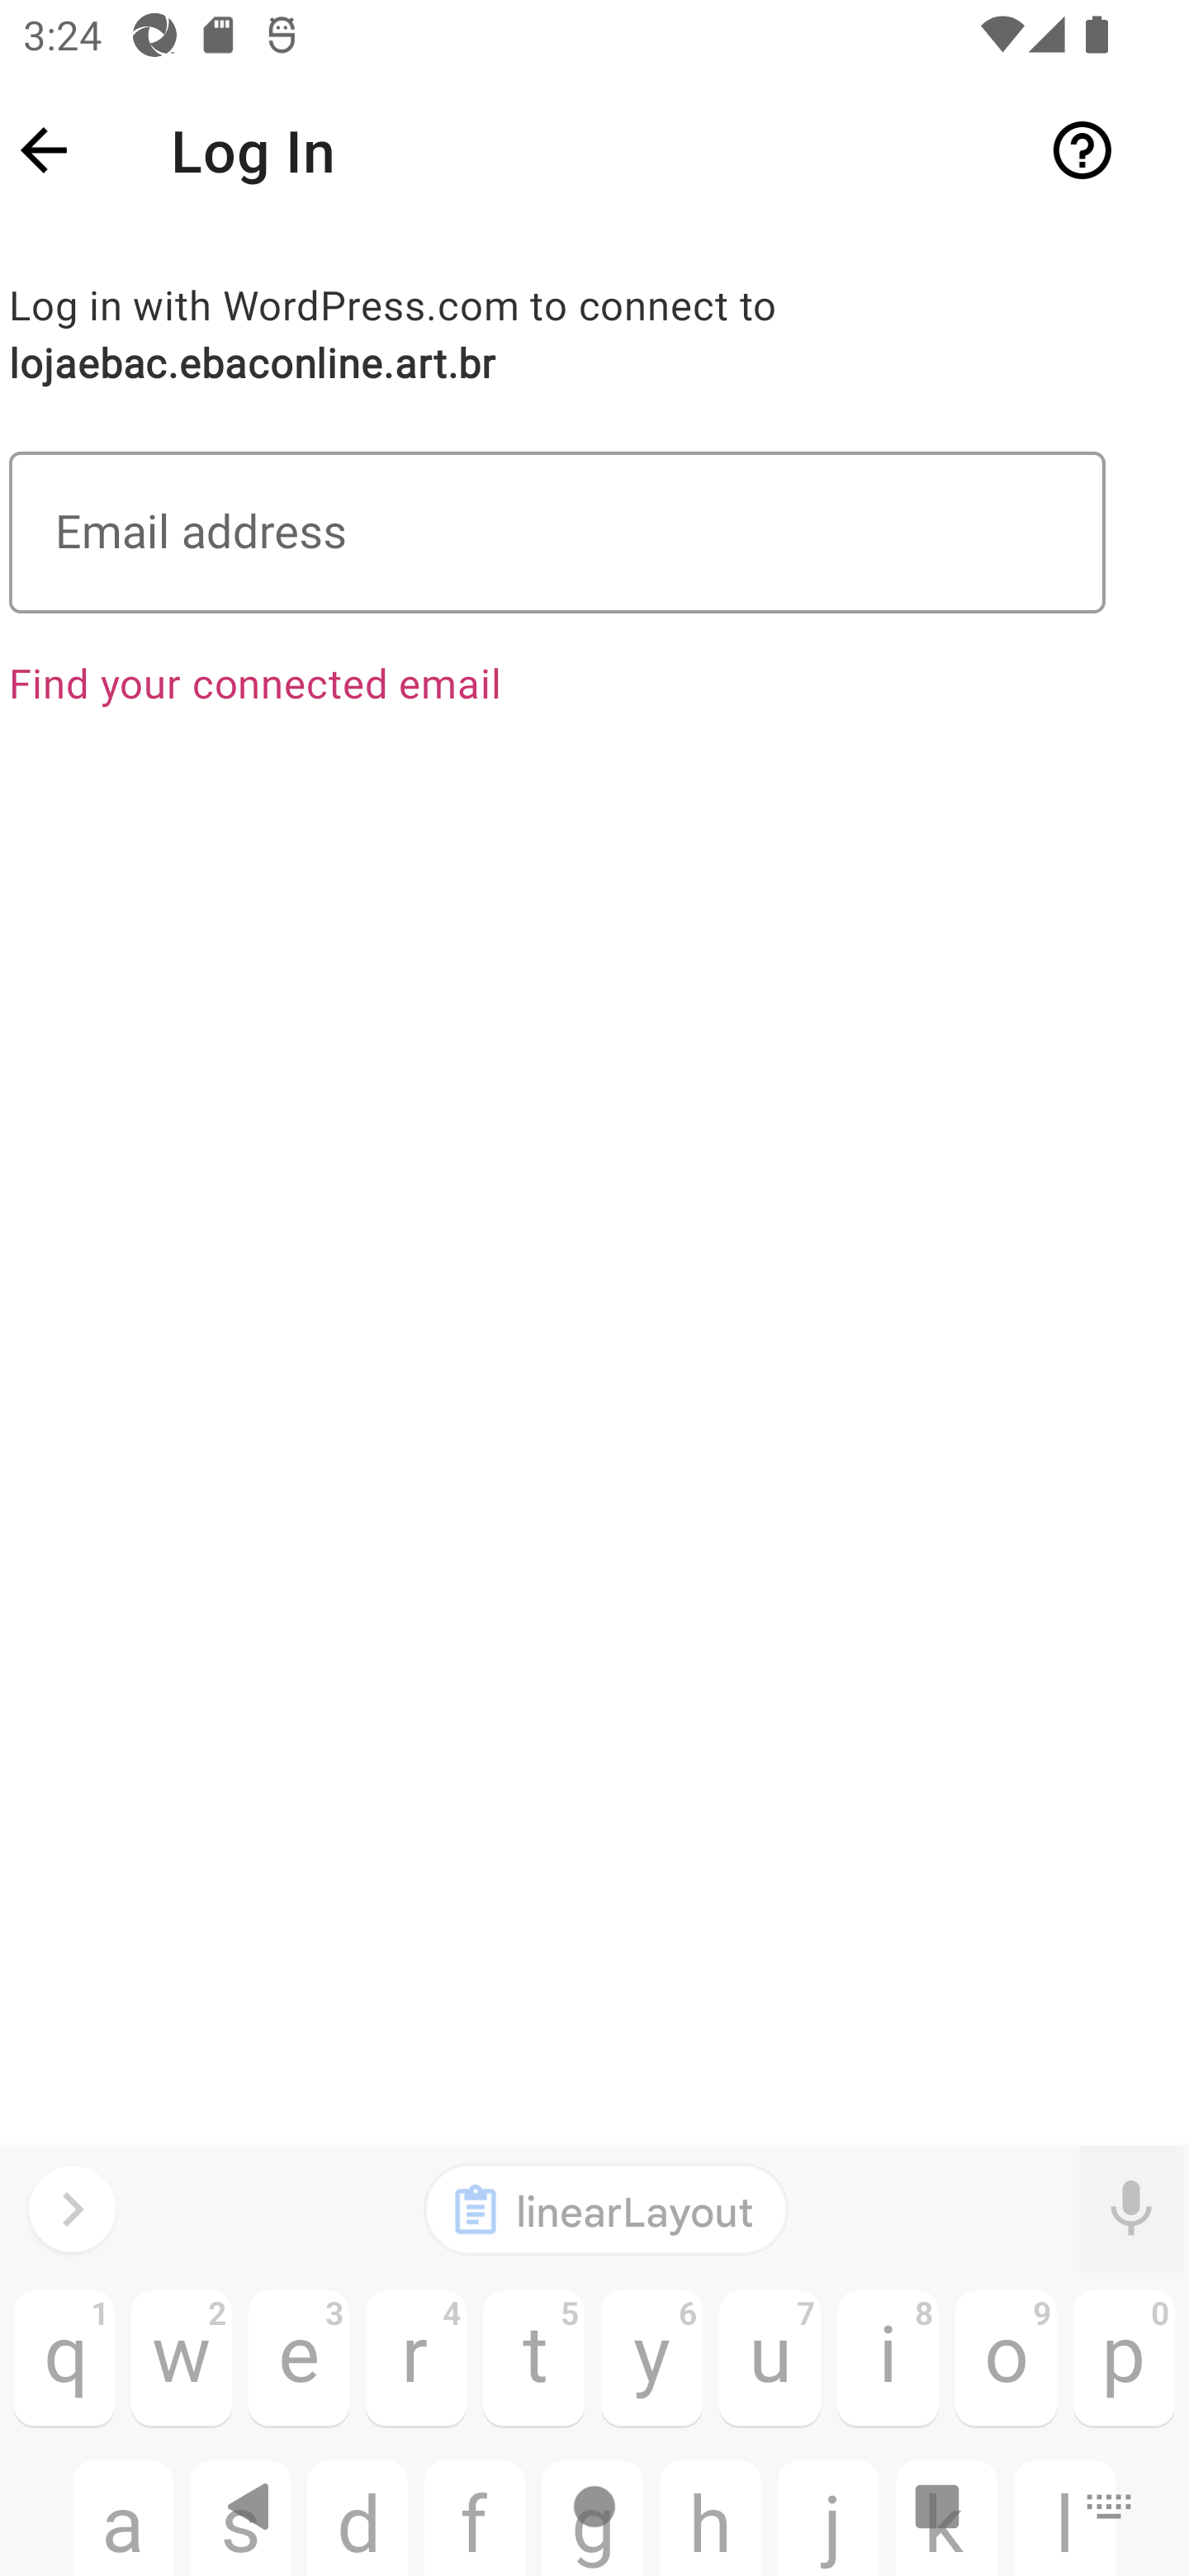 3:24
Log In
Log in with WordPress.com to connect to
lojaebac.ebaconline.art.br
Email address
Find your connected email
linearLayout
q 1 w 2 e 3 r 4 t 5 y 6 u 7 i 8 o 9 p 0
a s d f g h j k l